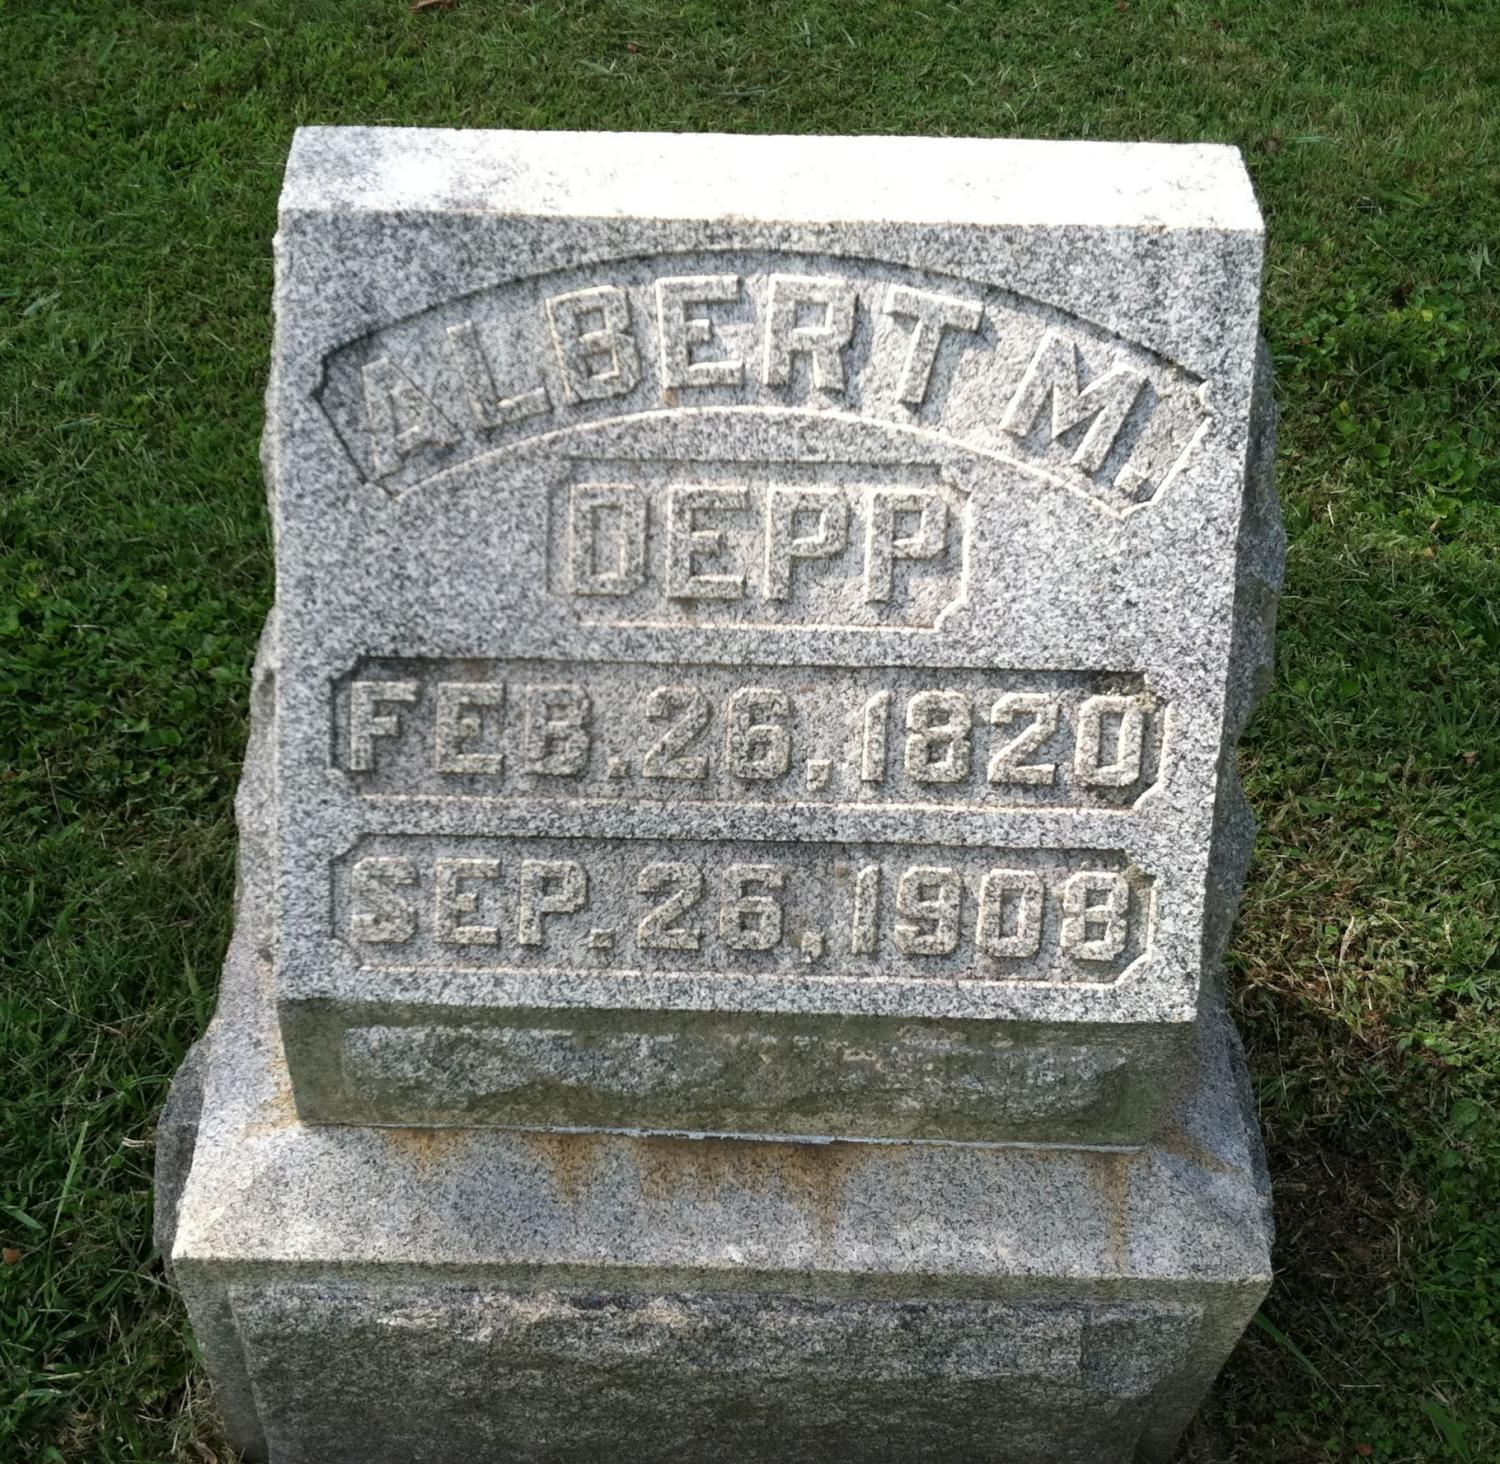 ALBERT M.
DEPP
FEB. 26, 1820
SEP. 26, 1908